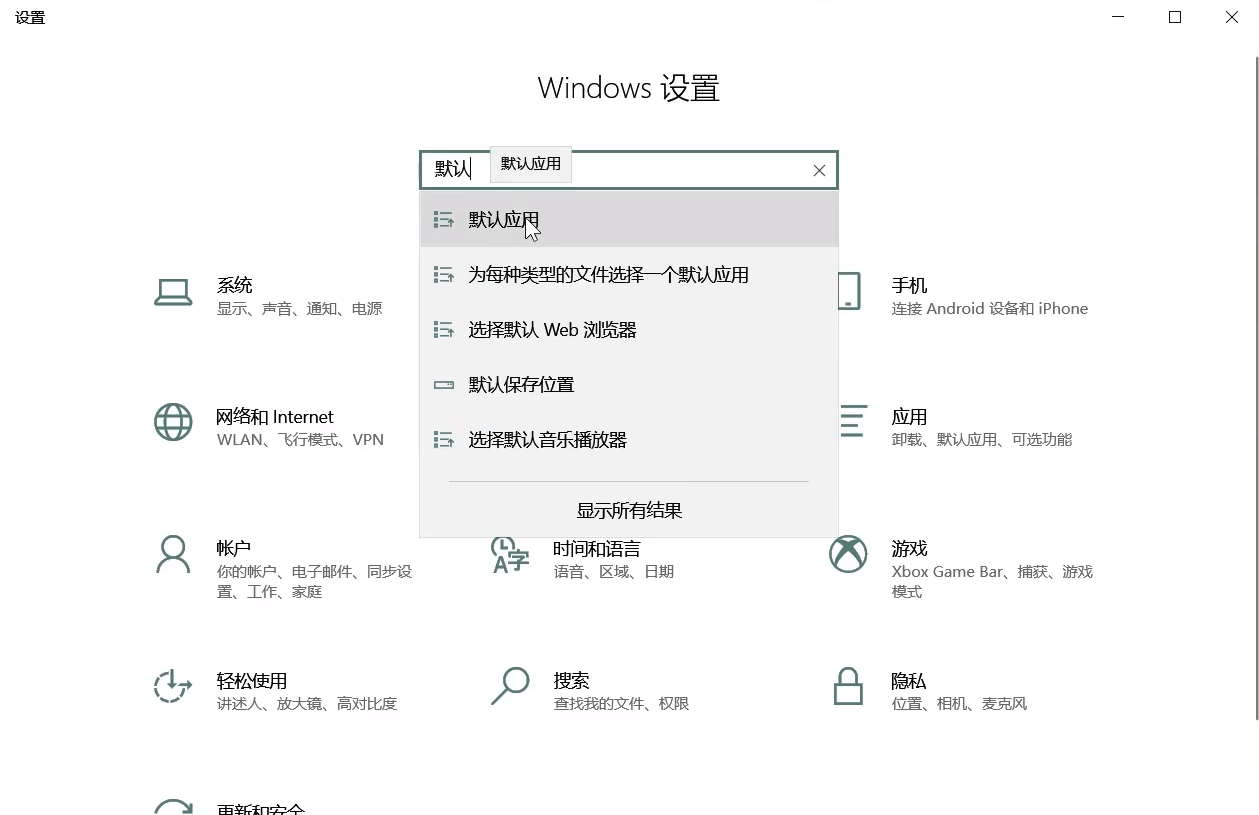 设置
Windows 设置
默认
默认应用
默认应用
为每种类型的文件选择一个默认应用
选择默认 Web 浏览器
默认保存位置
选择默认音乐播放器
显示所有结果
系统
显示、声音、通知、电源
手机
连接 Android 设备和 iPhone
网络和 Internet
WLAN、飞行模式、VPN
应用
卸载、默认应用、可选功能
帐户
你的帐户、电子邮件、同步设
置、工作、家庭
时间和语言
语音、区域、日期
游戏
Xbox Game Bar、捕获、游戏
模式
轻松使用
讲述人、放大镜、高对比度
搜索
查找我的文件、权限
隐私
位置、相机、麦克风
更新和安全